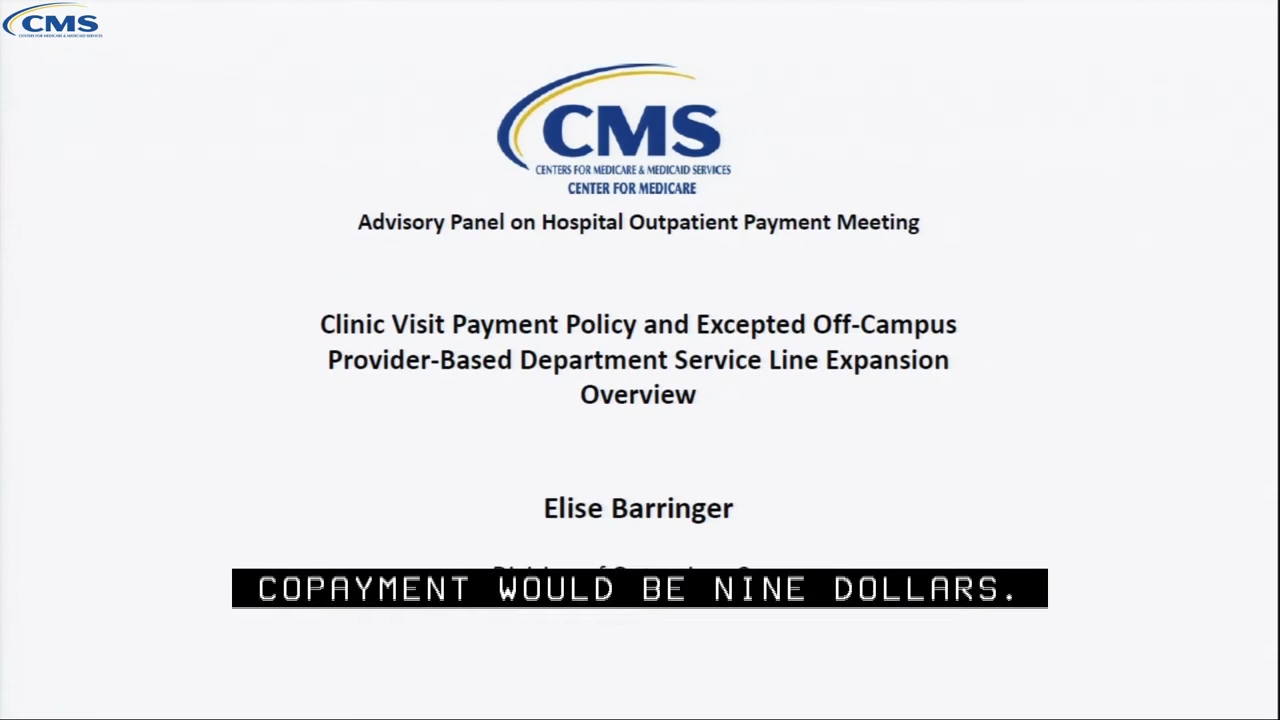 CMS
CENTERS FOR MEDICARE & MEDICAID SERVICES
CMS
CENTERS FOR MEDICARE & MEDICAID SERVICES
CENTER FOR MEDICARE
Advisory Panel on Hospital Outpatient Payment Meeting
Clinic Visit Payment Policy and Excepted Off-Campus
Provider-Based Department Service Line Expansion
Overview
Elise Barringer
COPAYMENT WOULD BE NINE DOLLARS.